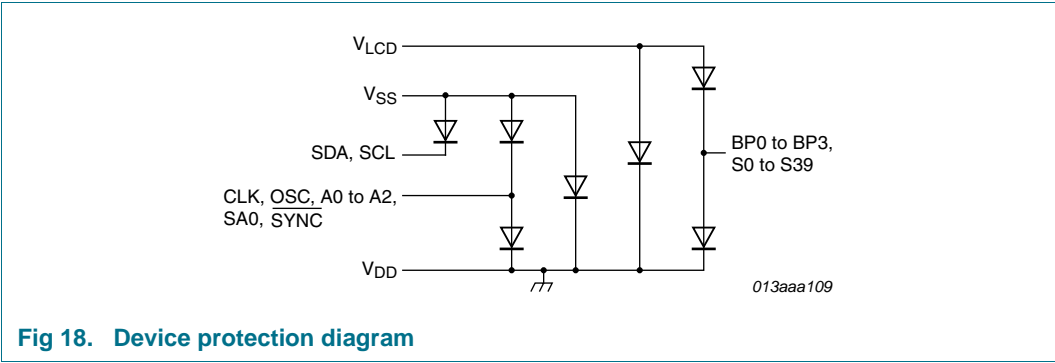 VLCD
VSS
SDA, SCL
BP0 to BP3,
S0 to S39
CLK, OSC, A0 to A2,
SA0, SYNC
VDD
013aaa109
Fig 18. Device protection diagram